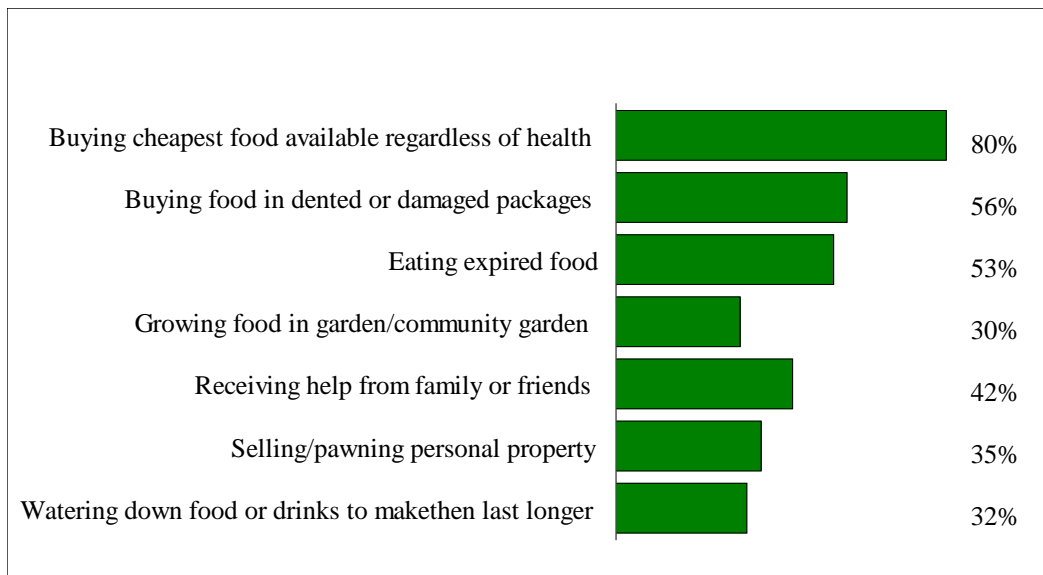 Buying cheapest food available regardless of health 80%
Buying food in dented or damaged packages 56%
Eating expired food 53%
Growing food in garden/community garden 30%
Receiving help from family or friends 42%
Selling/pawning personal property 35%
Watering down food or drinks to makethen last longer 32%